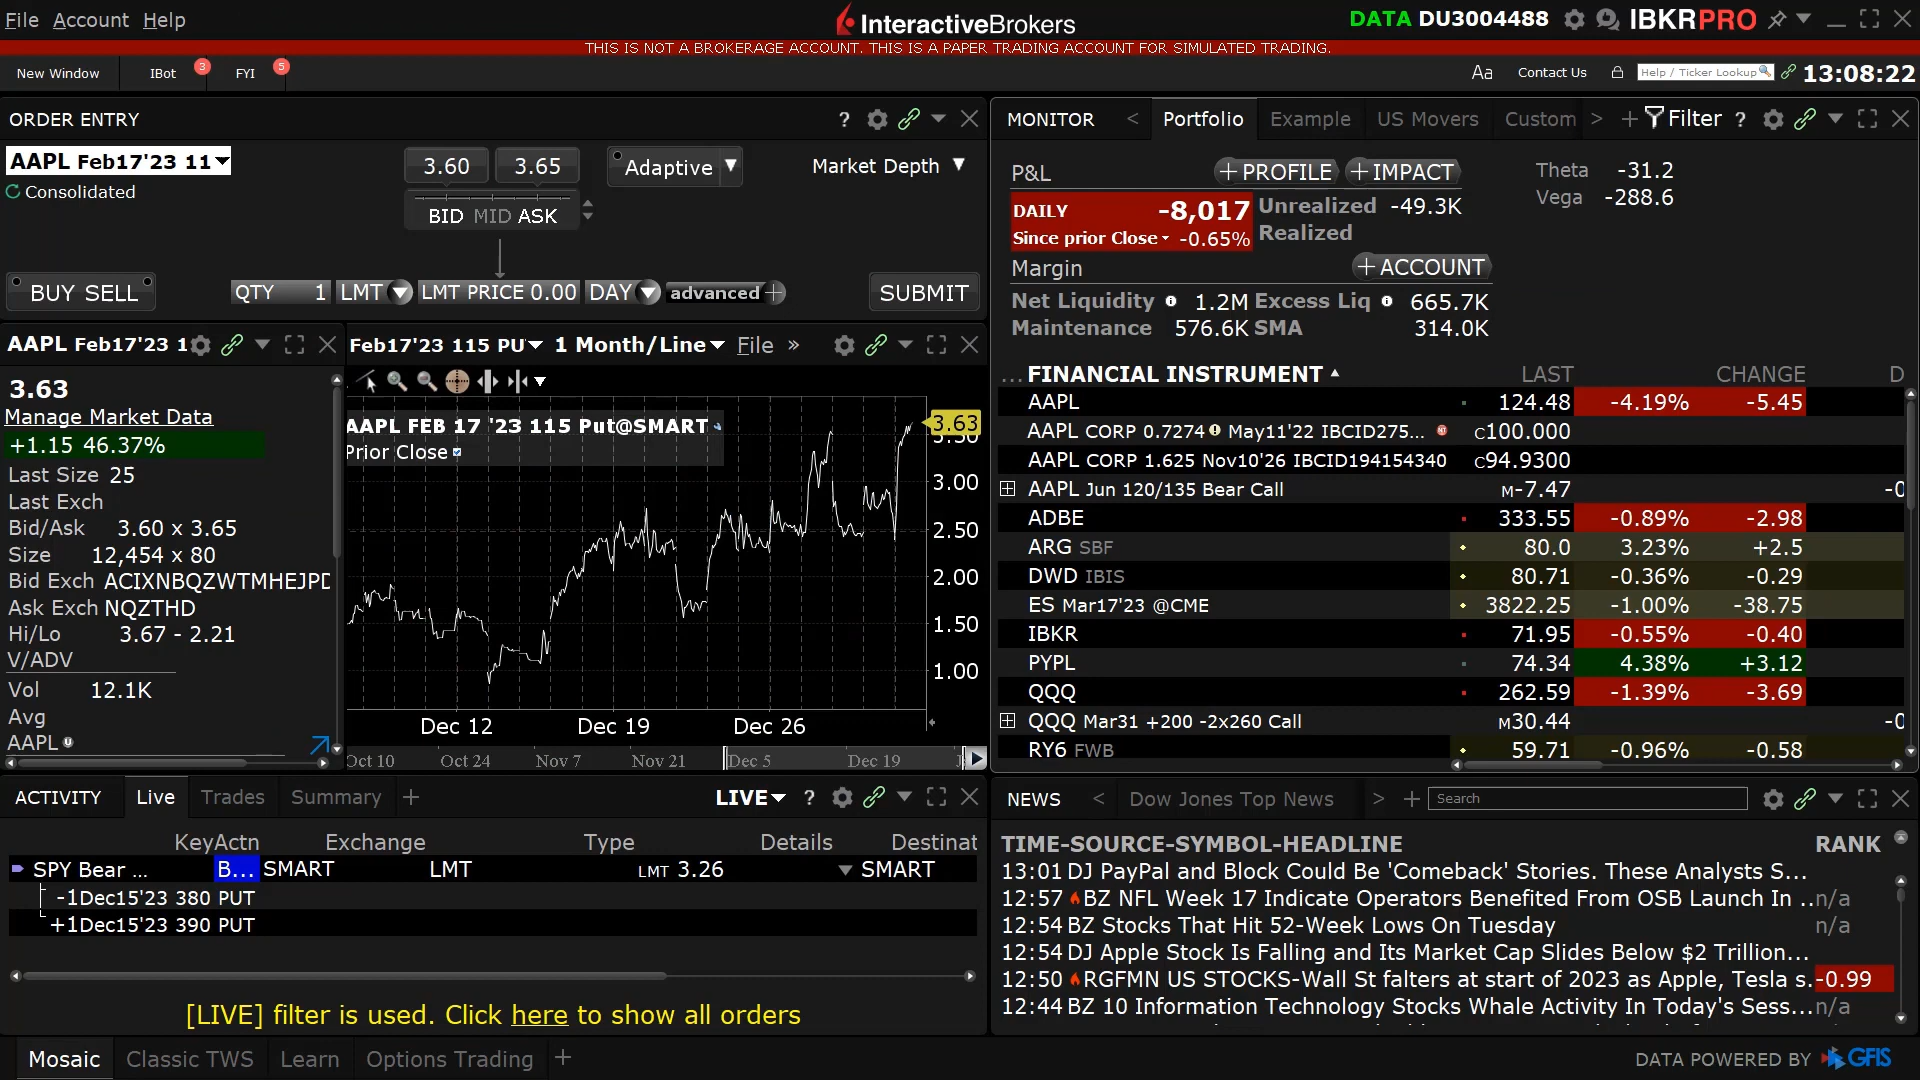 File Account Help
InteractiveBrokers
DATA DU3004488 IBKRPRO
THIS IS NOT A BROKERAGE ACCOUNT. THIS IS A PAPER TRADING ACCOUNT FOR SIMULATED TRADING.
New Window IBot 3 FYI 5
Aa Contact Us Help / Ticker Lookup 13:08:22
ORDER ENTRY ?
AAPL Feb17'23 11
Consolidated
3.60 3.65 Adaptive Market Depth
BID MID ASK
BUY SELL QTY 1 LMT LMT PRICE 0.00 DAY advanced + SUBMIT
AAPL Feb17'23 1
3.63
Manage Market Data
+1.15 46.37%
Last Size 25
Last Exch
Bid/Ask 3.60 x 3.65
Size 12,454 x 80
Bid Exch ACIXNBQZWTMHEJPD
Ask Exch NQZTHD
Hi/Lo 3.67 - 2.21
V/ADV
Vol 12.1K
Avg
AAPL
Feb17'23 115 PU 1 Month/Line File »
AAPL FEB 17 '23 115 Put@SMART
Prior Close
3.63
3.50
3.00
2.50
2.00
1.50
1.00
Dec 12 Dec 19 Dec 26
Oct 10 Oct 24 Nov 7 Nov 21 Dec 5 Dec 19
MONITOR < Portfolio Example US Movers Custom > + Filter ?
P&L + PROFILE + IMPACT
DAILY -8,017
Since prior Close -0.65%
Unrealized -49.3K
Realized
Theta -31.2
Vega -288.6
Margin + ACCOUNT
Net Liquidity 1.2M Excess Liq 665.7K
Maintenance 576.6K SMA 314.0K
... FINANCIAL INSTRUMENT LAST CHANGE D
AAPL 124.48 -4.19% -5.45
AAPL CORP 0.7274 May11'22 IBCID275... C100.000
AAPL CORP 1.625 Nov10'26 IBCID194154340 C94.9300
AAPL Jun 120/135 Bear Call M-7.47 -0
ADBE 333.55 -0.89% -2.98
ARG SBF 80.0 3.23% +2.5
DWD IBIS 80.71 -0.36% -0.29
ES Mar17'23 @CME 3822.25 -1.00% -38.75
IBKR 71.95 -0.55% -0.40
PYPL 74.34 4.38% +3.12
QQQ 262.59 -1.39% -3.69
QQQ Mar31 +200 -2x260 Call M30.44 -0
RY6 FWB 59.71 -0.96% -0.58
ACTIVITY Live Trades Summary + LIVE ?
Key Actn Exchange Type Details Destinat
SPY Bear ... B... SMART LMT LMT 3.26 SMART
-1Dec15'23 380 PUT
+1Dec15'23 390 PUT
[LIVE] filter is used. Click here to show all orders
NEWS < Dow Jones Top News > + Search
TIME-SOURCE-SYMBOL-HEADLINE RANK
13:01 DJ PayPal and Block Could Be 'Comeback' Stories. These Analysts S...
12:57 BZ NFL Week 17 Indicate Operators Benefited From OSB Launch In .. n/a
12:54 BZ Stocks That Hit 52-Week Lows On Tuesday n/a
12:54 DJ Apple Stock Is Falling and Its Market Cap Slides Below $2 Trillion...
12:50 RGFMN US STOCKS-Wall St falters at start of 2023 as Apple, Tesla s. -0.99
12:44 BZ 10 Information Technology Stocks Whale Activity In Today's Sess... n/a
Mosaic Classic TWS Learn Options Trading +
DATA POWERED BY GFIS